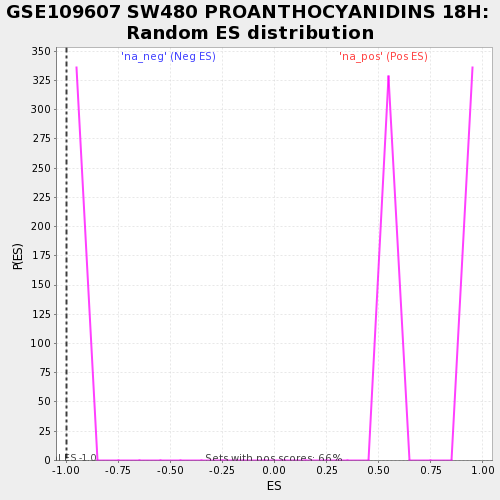 GSE109607 SW480 PROANTHOCYANIDINS 18H:
Random ES distribution
'na_neg' (Neg ES)
'na_pos' (Pos ES)
350
325
300
275
250
225
200
175
150
125
100
75
50
25
0
P(ES)
ES -1.0
Sets with pos scores: 66%
-1.00 -0.75 -0.50 -0.25 0.00 0.25 0.50 0.75 1.00
ES